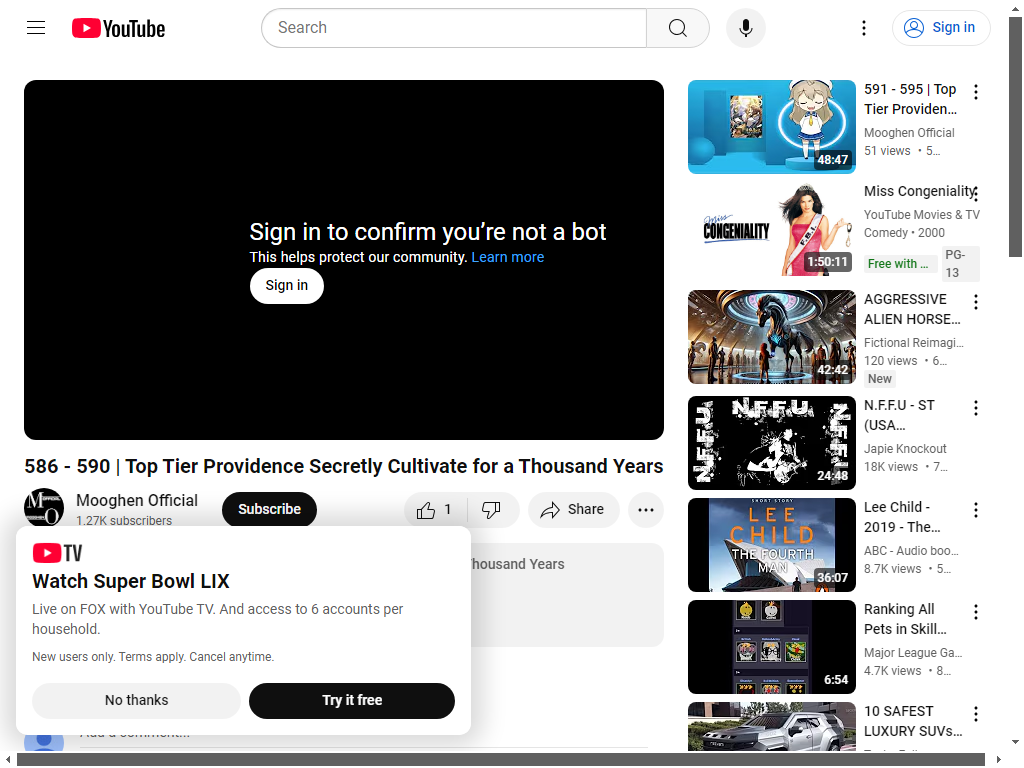 YouTube
Search
Sign in
Sign in to confirm you’re not a bot
This helps protect our community. Learn more
Sign in
586 - 590 | Top Tier Providence Secretly Cultivate for a Thousand Years
Mooghen Official
1.27K subscribers
Subscribe
1
Share
housand Years
TV
Watch Super Bowl LIX
Live on FOX with YouTube TV. And access to 6 accounts per
household.
New users only. Terms apply. Cancel anytime.
No thanks
Try it free
Add a comment...
48:47
591 - 595 | Top
Tier Providen...
Mooghen Official
51 views • 5...
Miss
CONGENIALITY
1:50:11
Miss Congeniality
YouTube Movies & TV
Comedy • 2000
Free with ...
PG-
13
42:42
AGGRESSIVE
ALIEN HORSE...
Fictional Reimagi...
120 views • 6...
New
N.F.F.U
NFFU
NFFU
24:48
N.F.F.U - ST
(USA...
Japie Knockout
18K views • 7...
SHORT STORY
LEE
CHILD
THE FOURTH
MAN
36:07
Lee Child -
2019 - The...
ABC - Audio boo...
8.7K views • 5...
6:54
Ranking All
Pets in Skill...
Major League Ga...
4.7K views • 8...
10 SAFEST
LUXURY SUVs...